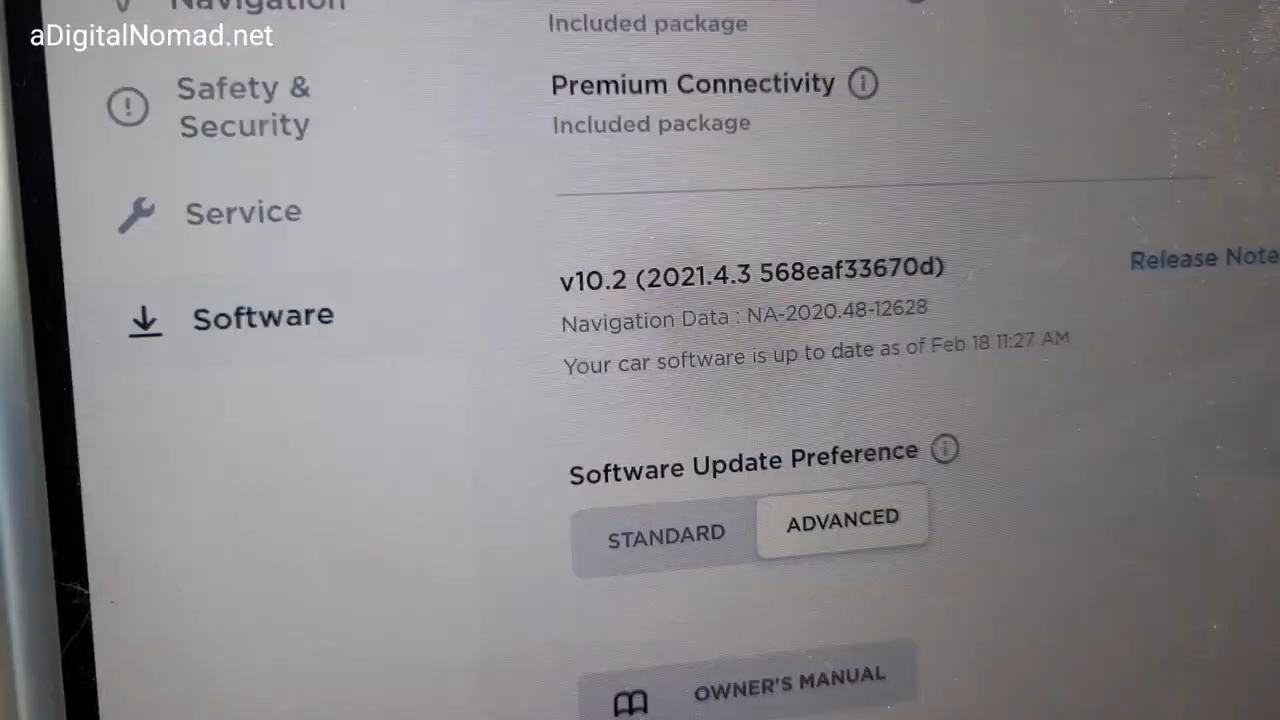 Navigation
aDigitalNomad.net
Included package
Safety &
Security
Premium Connectivity
Included package
Service
v10.2 (2021.4.3 568eaf33670d)
Release Note
Navigation Data : NA-2020.48-12628
Software
Your car software is up to date as of Feb 18 11:27 AM
Software Update Preference
STANDARD
ADVANCED
OWNER'S MANUAL